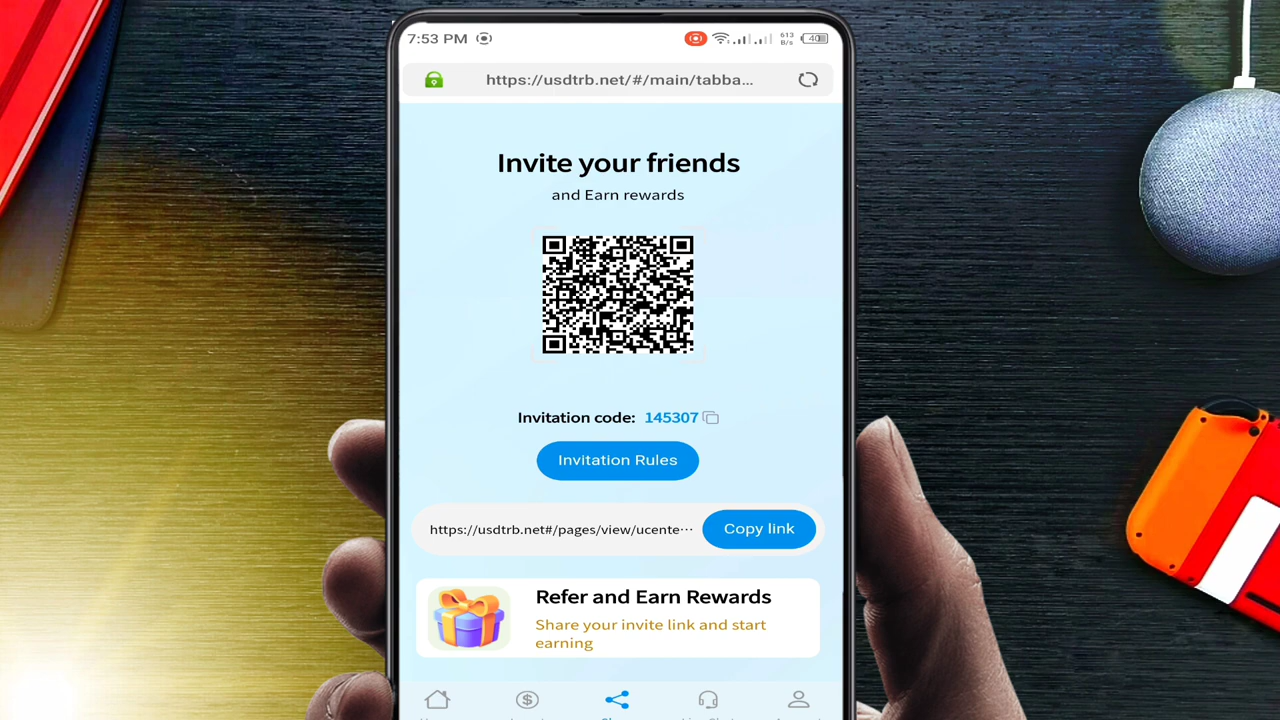 7:53 PM
613
B/s
40
https://usdtrb.net/#/main/tabba...
Invite your friends
and Earn rewards
Invitation code: 145307
Invitation Rules
https://usdtrb.net#/pages/view/ucente···
Copy link
Refer and Earn Rewards
Share your invite link and start
earning